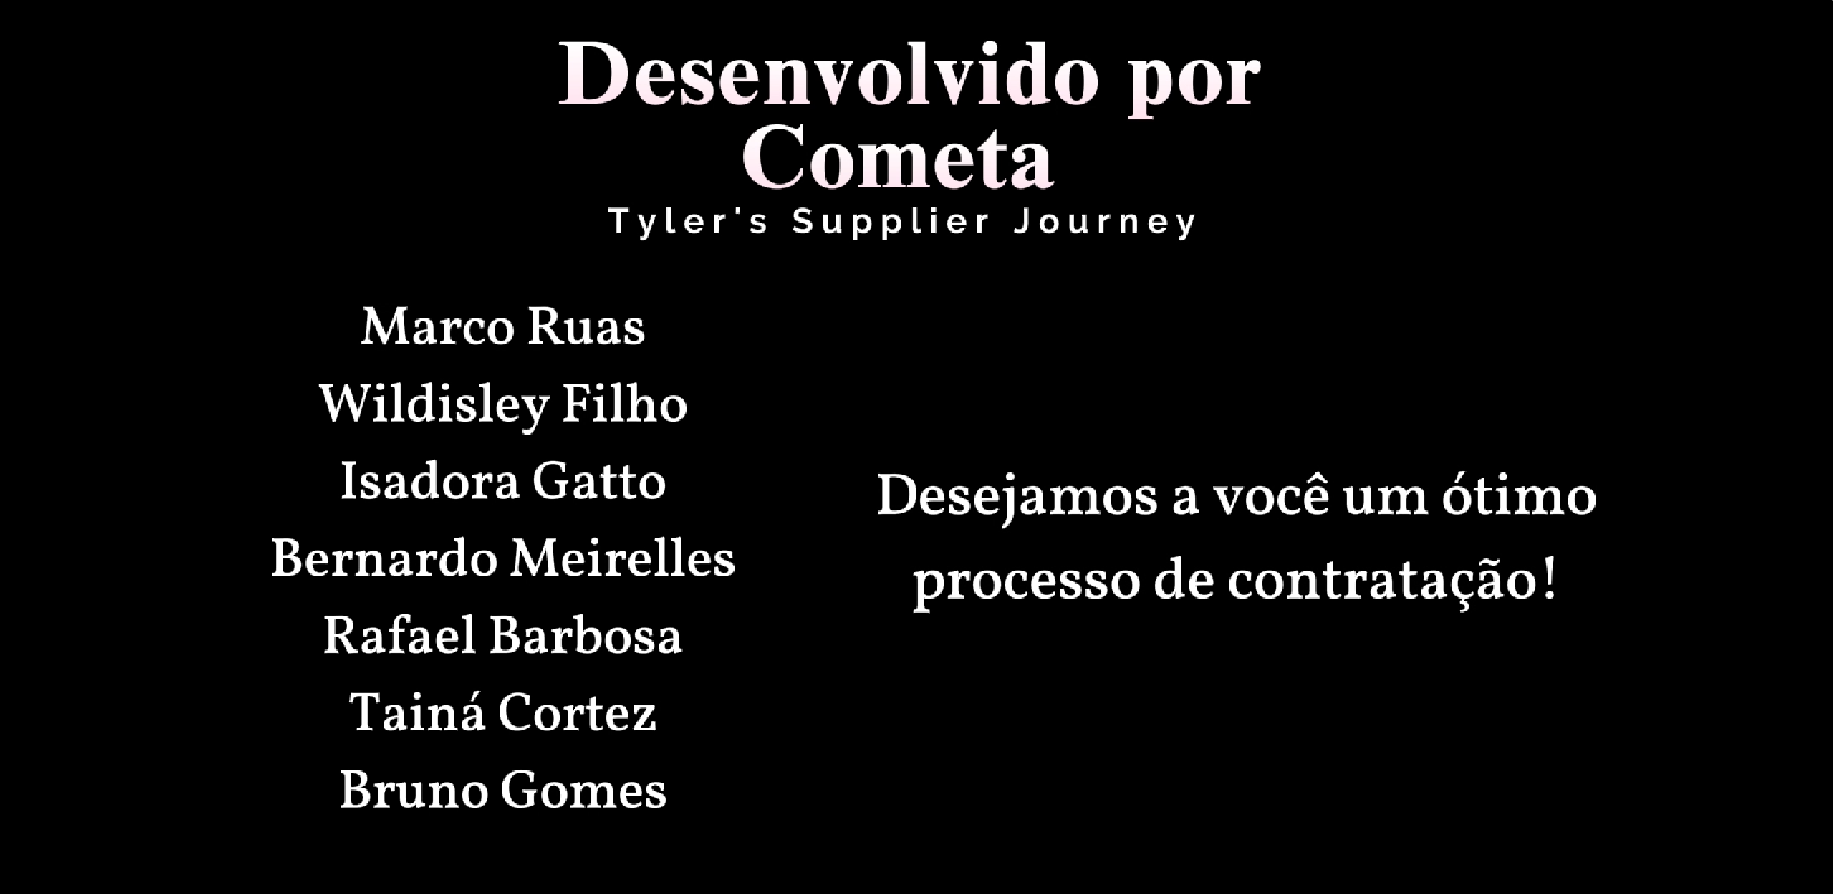 Desenvolvido por
Cometa
Tyler's Supplier Journey
Marco Ruas
Wildisley Filho
Isadora Gatto
Bernardo Meirelles
Rafael Barbosa
Tainá Cortez
Bruno Gomes
Desejamos a você um ótimo
processo de contratação!